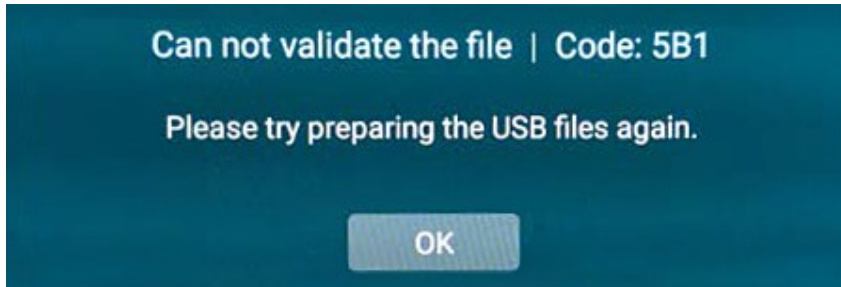 Can not validate the file | Code: 5B1
Please try preparing the USB files again.
OK